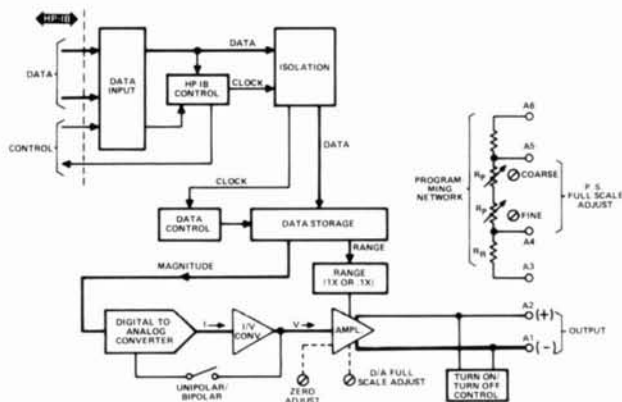 HP-IB
DATA
CONTROL
DATA
INPUT
DATA
HP IB
CONTROL
CLOCK
ISOLATION
DATA
CLOCK
DATA
CONTROL
DATA STORAGE
MAGNITUDE
RANGE
RANGE
(1X OR .1X)
DIGITAL TO
ANALOG
CONVERTER
I
I/V
CONV.
V
AMPL.
UNIPOLAR/
BIPOLAR
ZERO
ADJUST
D/A FULL
SCALE ADJUST
TURN ON/
TURN OFF
CONTROL
A2 (+)
A1 (-)
OUTPUT
PROGRAM
MING
NETWORK
A6
A5
RP
COARSE
RP
FINE
A4
RR
A3
P.S.
FULL SCALE
ADJUST